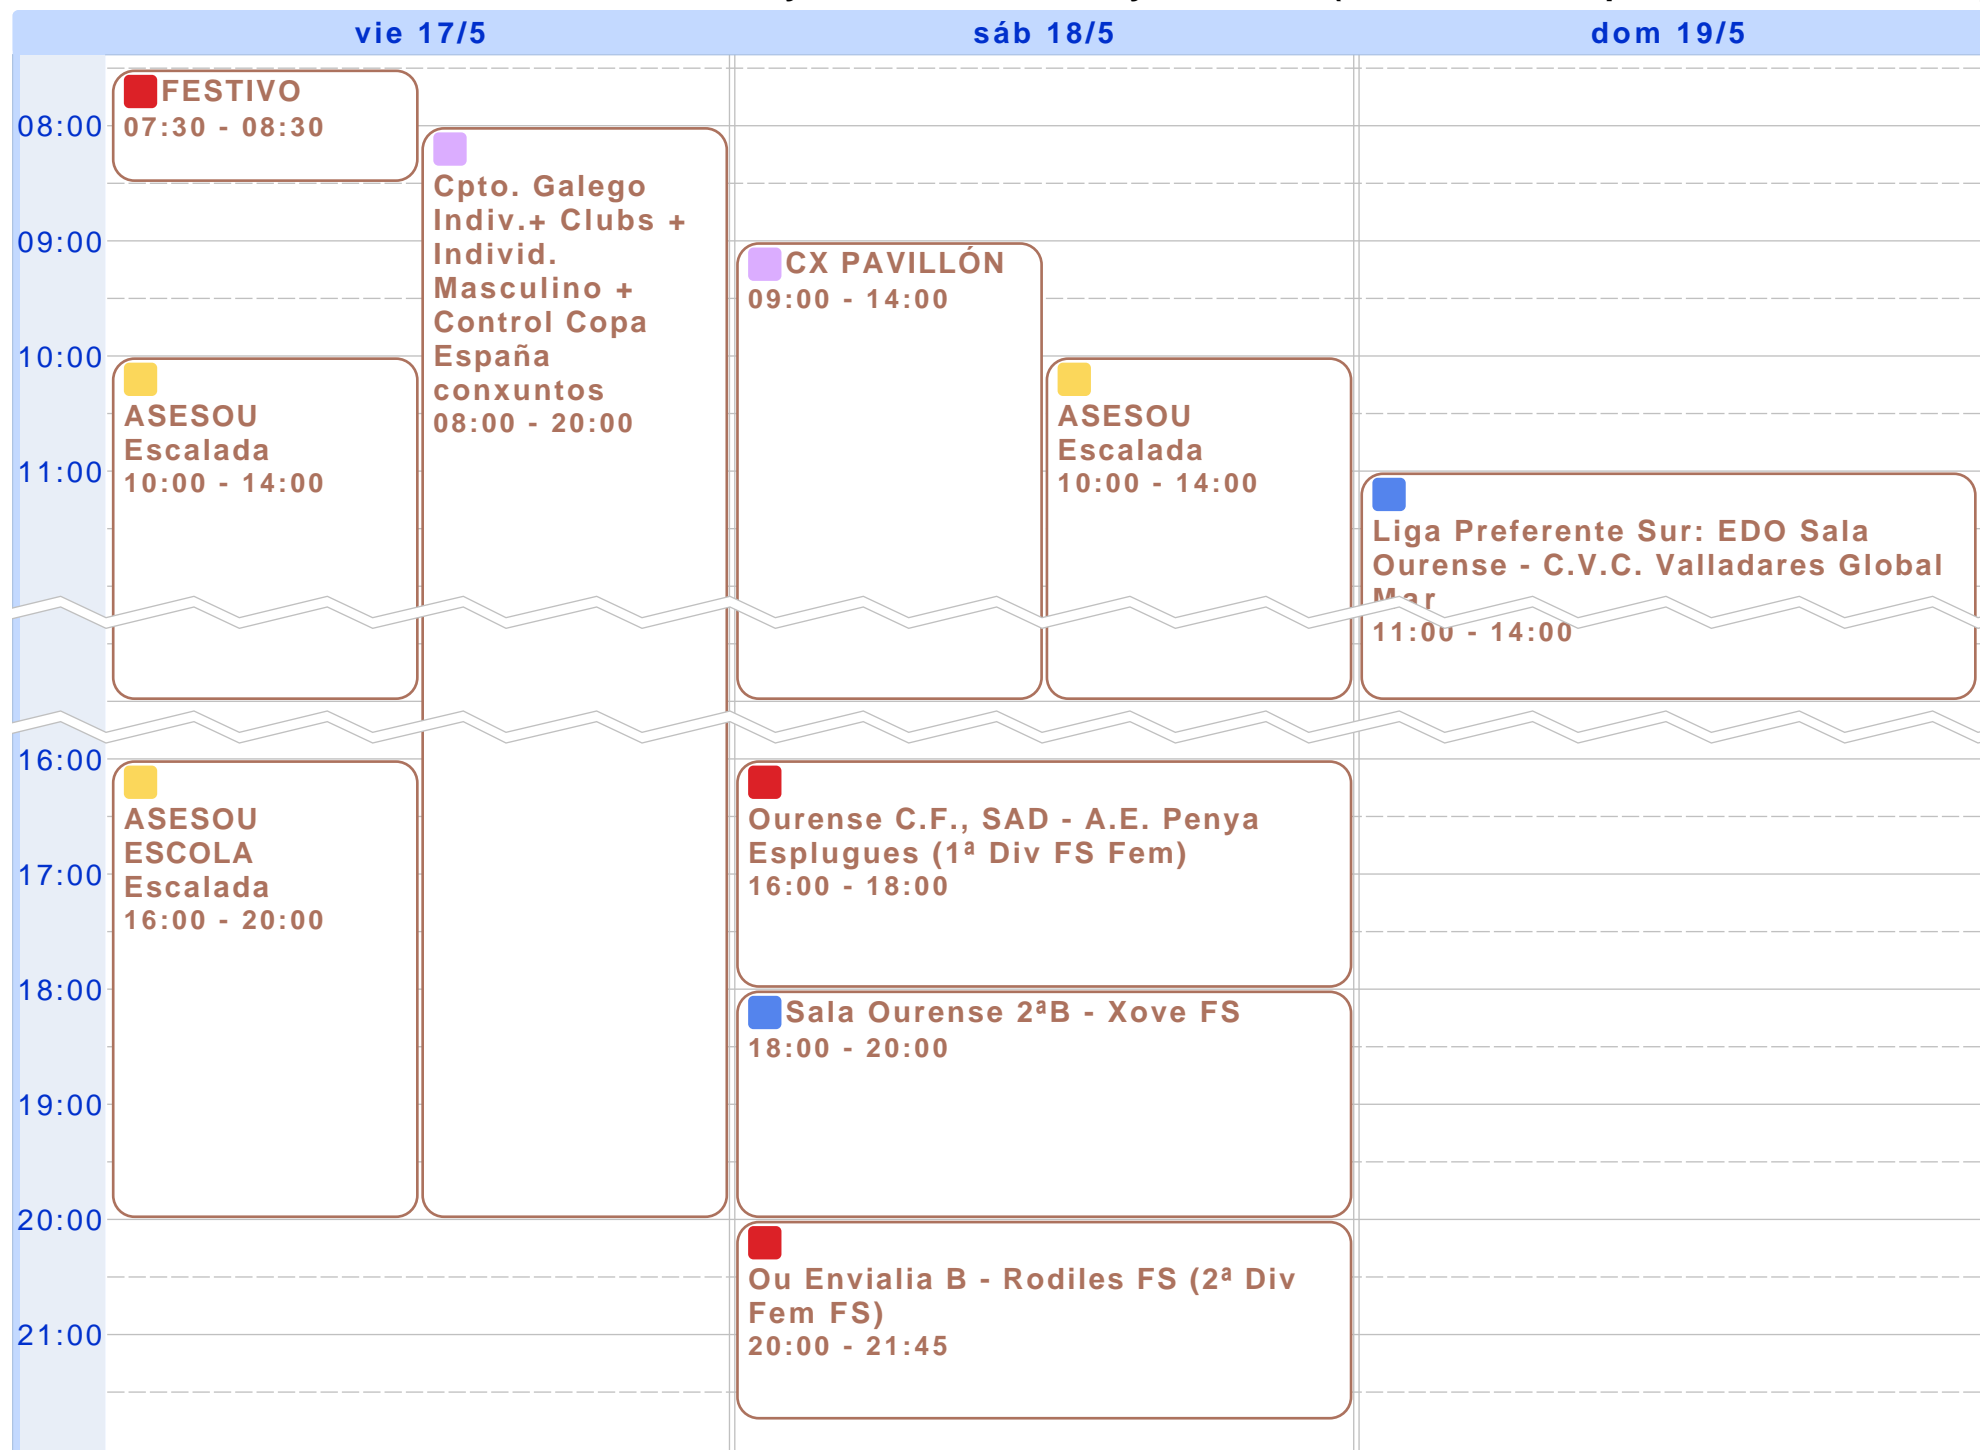 vie 17/5
sáb 18/5
dom 19/5
08:00
09:00
10:00
11:00
16:00
17:00
18:00
19:00
20:00
21:00
FESTIVO
07:30 - 08:30
Cpto. Galego
Indiv.+ Clubs +
Individ.
Masculino +
Control Copa
España
conxuntos
08:00 - 20:00
ASESOU
Escalada
10:00 - 14:00
ASESOU
ESCOLA
Escalada
16:00 - 20:00
CX PAVILLÓN
09:00 - 14:00
ASESOU
Escalada
10:00 - 14:00
Ourense C.F., SAD - A.E. Penya
Esplugues (1ª Div FS Fem)
16:00 - 18:00
Sala Ourense 2ªB - Xove FS
18:00 - 20:00
Ou Envialia B - Rodiles FS (2ª Div
Fem FS)
20:00 - 21:45
Liga Preferente Sur: EDO Sala
Ourense - C.V.C. Valladares Global
Mar
11:00 - 14:00